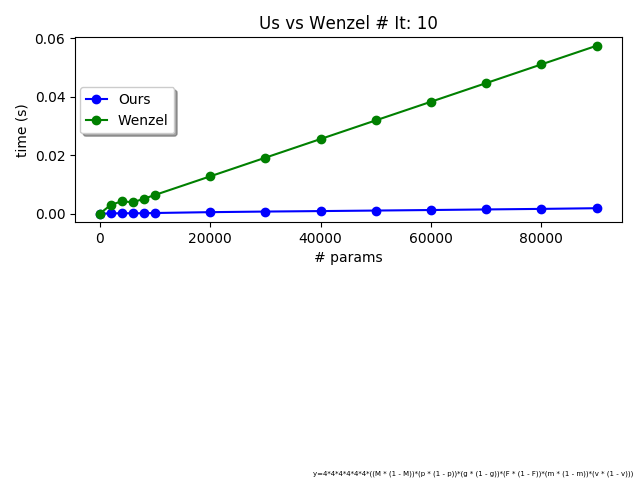 Us vs Wenzel # It: 10
0.06
0.04
0.02
0.00
time (s)
Ours
Wenzel
0 20000 40000 60000 80000
# params
y=4*4*4*4*4*4*((M * (1 - M))*(p * (1 - p))*(g * (1 - g))*(F * (1 - F))*(m * (1 - m))*(v * (1 - v)))